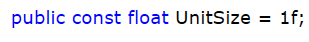 public const float UnitSize = 1f;